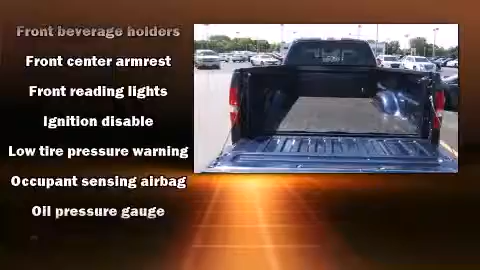 Front beverage holders
Front center armrest
Front reading lights
Ignition disable
Low tire pressure warning
Occupant sensing airbag
Oil pressure gauge